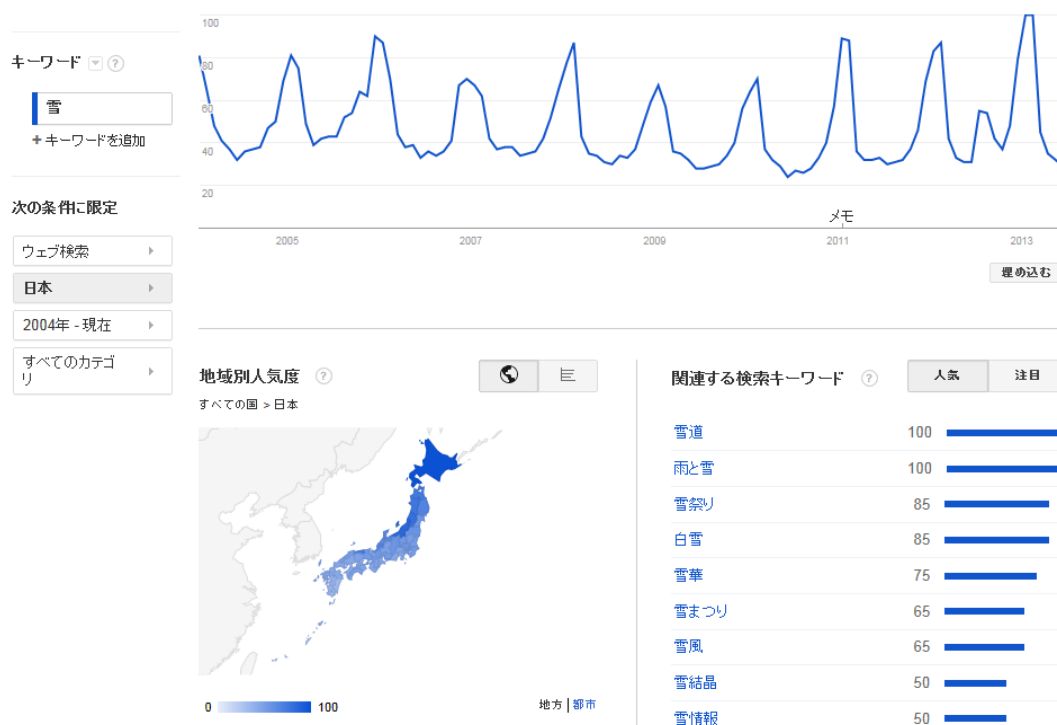 キーワード
雪
+ キーワードを追加
次の条件に限定
ウェブ検索
日本
2004年 - 現在
すべてのカテゴ
リ
100
80
60
40
20
メモ
2005
2007
2009
2011
2013
埋め込む
地域別人気度
すべての国 > 日本
0
100
地方 | 都市
関連する検索キーワード
人気
注目
雪道 100
雨と雪 100
雪祭り 85
白雪 85
雪華 75
雪まつり 65
雪風 65
雪結晶 50
雪情報 50